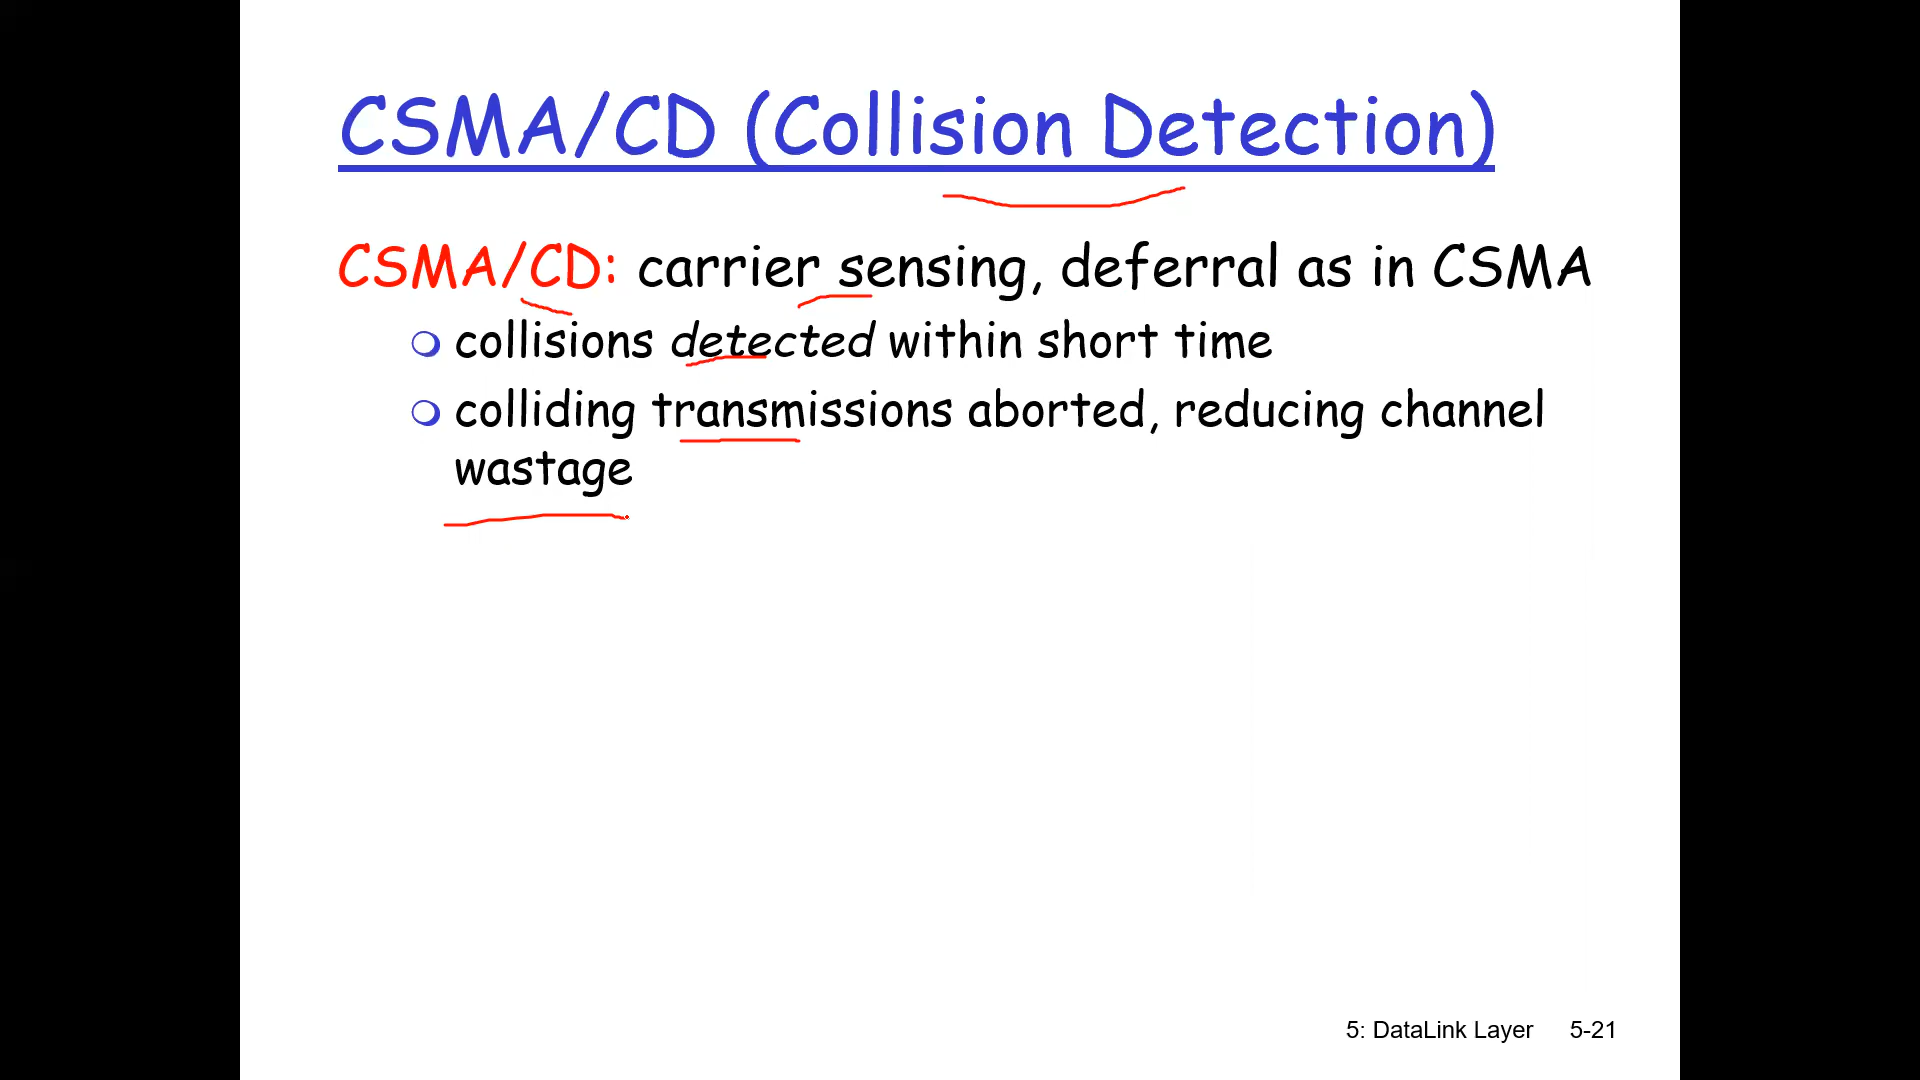 CSMA/CD (Collision Detection)
CSMA/CD: carrier sensing, deferral as in CSMA
collisions detected within short time
colliding transmissions aborted, reducing channel
wastage
5: DataLink Layer 5-21